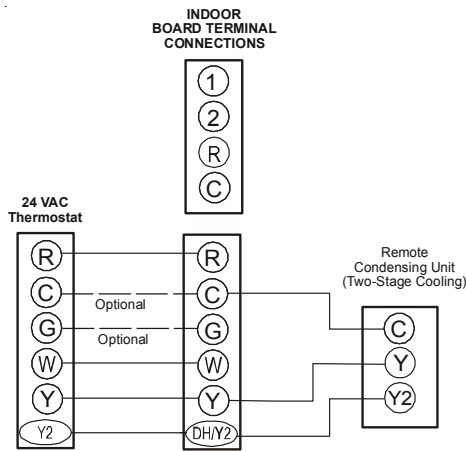 INDOOR
BOARD TERMINAL
CONNECTIONS
1
2
R
C
24 VAC
Thermostat
R
C
G
W
Y
Y2
Optional
Optional
R
C
G
W
Y
DH/Y2
Remote
Condensing Unit
(Two-Stage Cooling)
C
Y
Y2